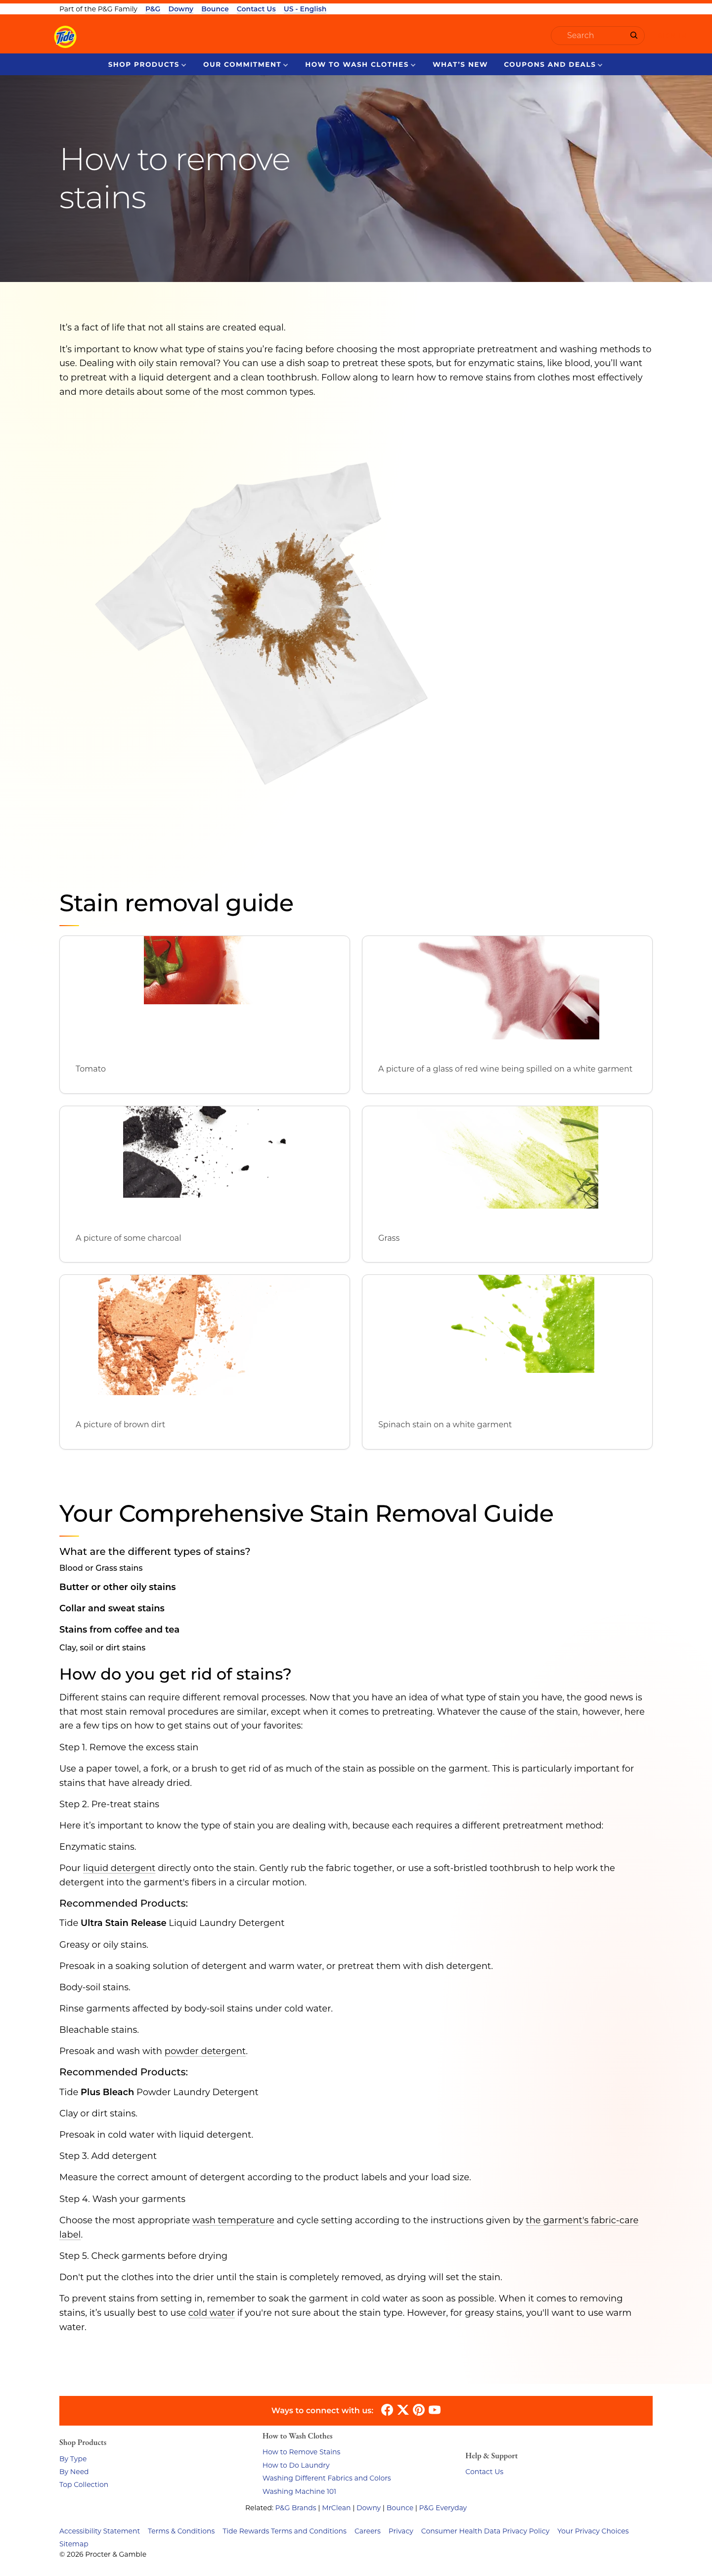 Part of the P&G Family P&G Downy Bounce Contact Us US - English
Tide
Search
SHOP PRODUCTS OUR COMMITMENT HOW TO WASH CLOTHES WHAT'S NEW COUPONS AND DEALS
How to remove
stains
It's a fact of life that not all stains are created equal.
It's important to know what type of stains you're facing before choosing the most appropriate pretreatment and washing methods to
use. Dealing with oily stain removal? You can use a dish soap to pretreat these spots, but for enzymatic stains, like blood, you'll want
to pretreat with a liquid detergent and a clean toothbrush. Follow along to learn how to remove stains from clothes most effectively
and more details about some of the most common types.
Stain removal guide
Tomato
A picture of a glass of red wine being spilled on a white garment
A picture of some charcoal
Grass
A picture of brown dirt
Spinach stain on a white garment
Your Comprehensive Stain Removal Guide
What are the different types of stains?
Blood or Grass stains
Butter or other oily stains
Collar and sweat stains
Stains from coffee and tea
Clay, soil or dirt stains
How do you get rid of stains?
Different stains can require different removal processes. Now that you have an idea of what type of stain you have, the good news is
that most stain removal procedures are similar, except when it comes to pretreating. Whatever the cause of the stain, however, here
are a few tips on how to get stains out of your favorites:
Step 1. Remove the excess stain
Use a paper towel, a fork, or a brush to get rid of as much of the stain as possible on the garment. This is particularly important for
stains that have already dried.
Step 2. Pre-treat stains
Here it's important to know the type of stain you are dealing with, because each requires a different pretreatment method:
Enzymatic stains.
Pour liquid detergent directly onto the stain. Gently rub the fabric together, or use a soft-bristled toothbrush to help work the
detergent into the garment's fibers in a circular motion.
Recommended Products:
Tide Ultra Stain Release Liquid Laundry Detergent
Greasy or oily stains.
Presoak in a soaking solution of detergent and warm water, or pretreat them with dish detergent.
Body-soil stains.
Rinse garments affected by body-soil stains under cold water.
Bleachable stains.
Presoak and wash with powder detergent.
Recommended Products:
Tide Plus Bleach Powder Laundry Detergent
Clay or dirt stains.
Presoak in cold water with liquid detergent.
Step 3. Add detergent
Measure the correct amount of detergent according to the product labels and your load size.
Step 4. Wash your garments
Choose the most appropriate wash temperature and cycle setting according to the instructions given by the garment's fabric-care
label.
Step 5. Check garments before drying
Don't put the clothes into the drier until the stain is completely removed, as drying will set the stain.
To prevent stains from setting in, remember to soak the garment in cold water as soon as possible. When it comes to removing
stains, it's usually best to use cold water if you're not sure about the stain type. However, for greasy stains, you'll want to use warm
water.
Ways to connect with us:
Shop Products
By Type
By Need
Top Collection
How to Wash Clothes
How to Remove Stains
How to Do Laundry
Washing Different Fabrics and Colors
Washing Machine 101
Help & Support
Contact Us
Related: P&G Brands | MrClean | Downy | Bounce | P&G Everyday
Accessibility Statement Terms & Conditions Tide Rewards Terms and Conditions Careers Privacy Consumer Health Data Privacy Policy Your Privacy Choices
Sitemap
© 2026 Procter & Gamble